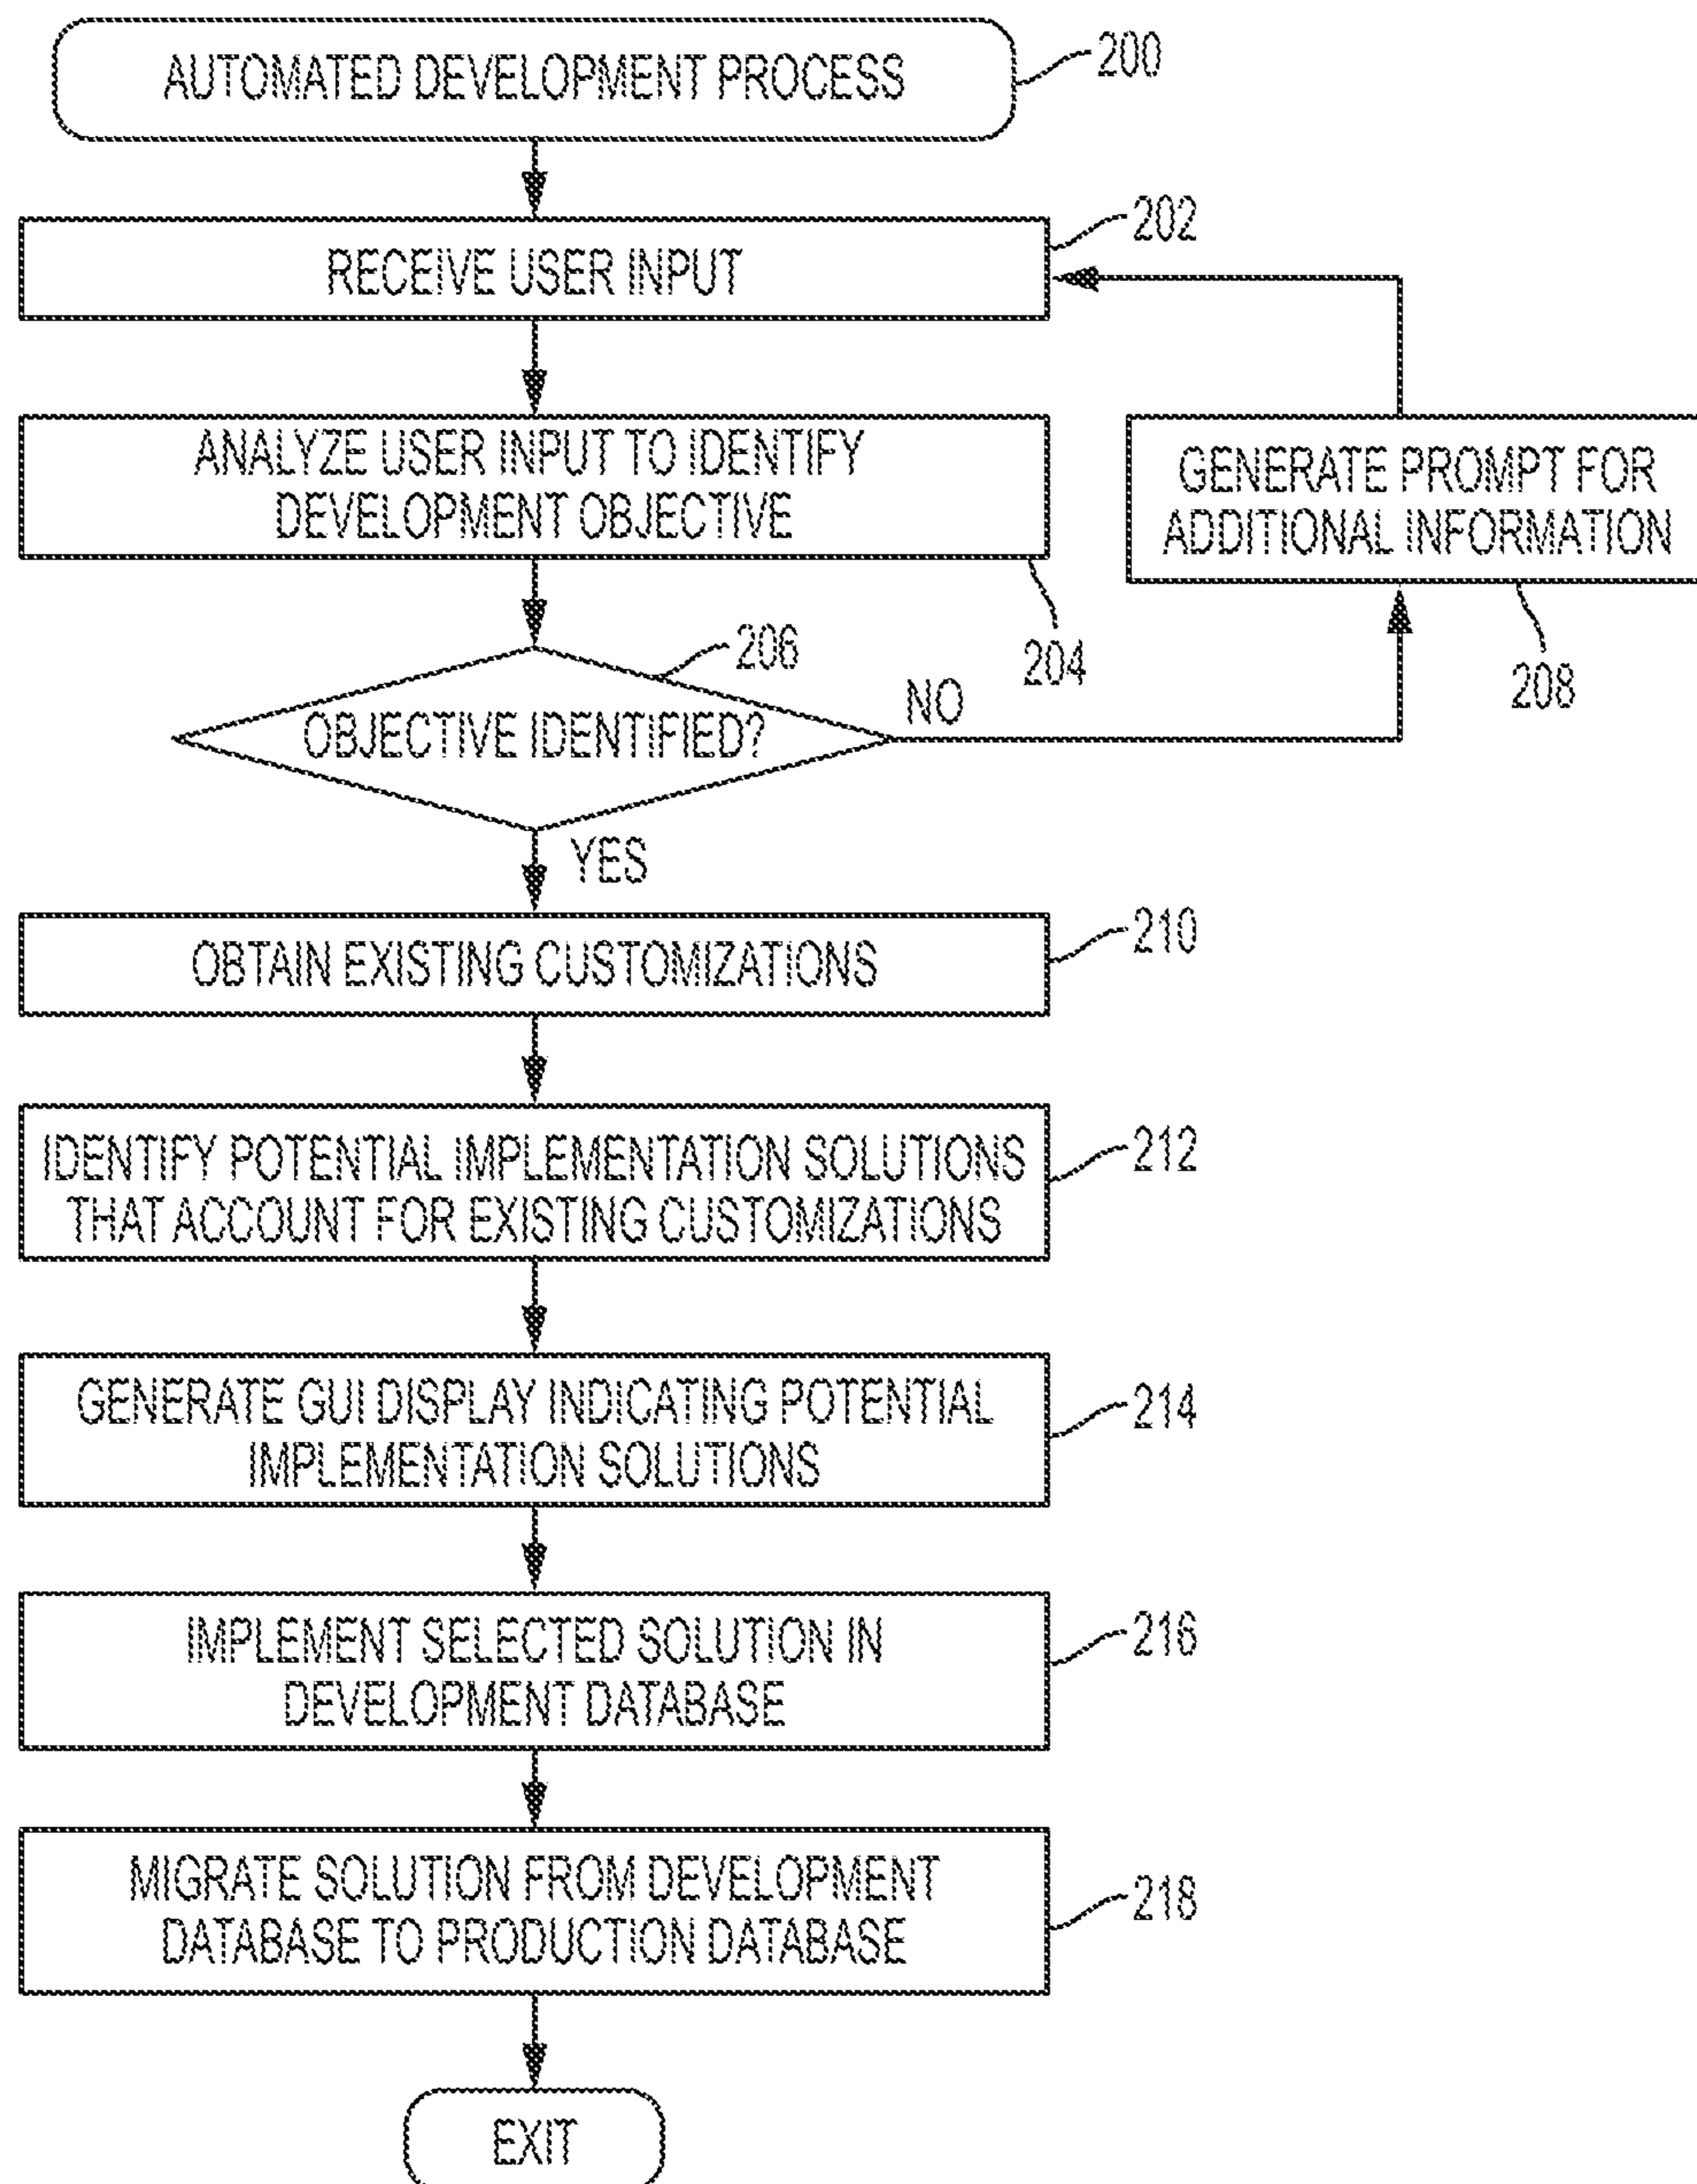 AUTOMATED DEVELOPMENT PROCESS
200
RECEIVE USER INPUT
202
ANALYZE USER INPUT TO IDENTIFY
DEVELOPMENT OBJECTIVE
204
GENERATE PROMPT FOR
ADDITIONAL INFORMATION
208
206
OBJECTIVE IDENTIFIED?
NO
YES
OBTAIN EXISTING CUSTOMIZATIONS
210
IDENTIFY POTENTIAL IMPLEMENTATION SOLUTIONS
THAT ACCOUNT FOR EXISTING CUSTOMIZATIONS
212
GENERATE GUI DISPLAY INDICATING POTENTIAL
IMPLEMENTATION SOLUTIONS
214
IMPLEMENT SELECTED SOLUTION IN
DEVELOPMENT DATABASE
216
MIGRATE SOLUTION FROM DEVELOPMENT
DATABASE TO PRODUCTION DATABASE
218
EXIT